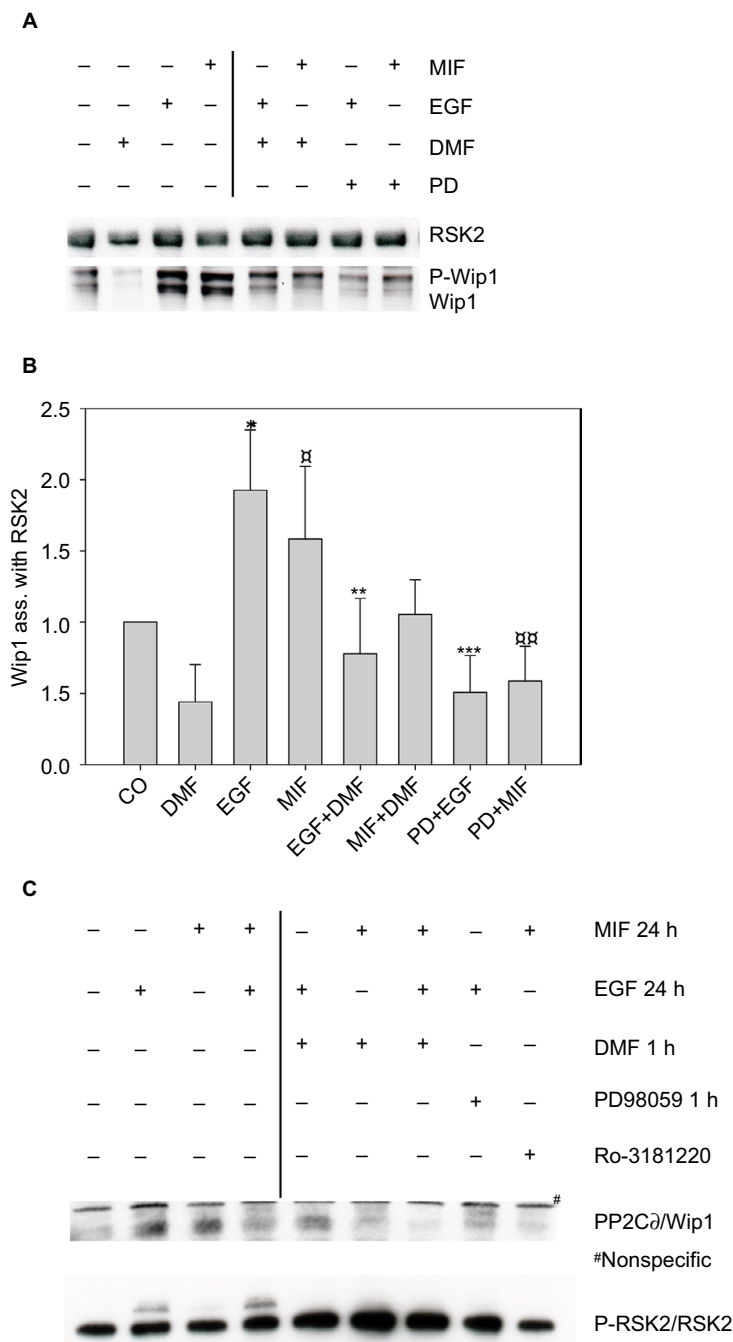 A
– – – + – + – + MIF
– – + – + – + – EGF
– + – – + + – – DMF
– – – – – – + + PD
RSK2
P-Wip1
Wip1
B
Wip1 ass. with RSK2
2.5
2.0
1.5
1.0
1.5
0.0
*
¤
**
***
¤¤
CO DMF EGF MIF EGF+DMF MIF+DMF PD+EGF PD+MIF
C
– – + + – + + – + MIF 24 h
– + – + + – + + – EGF 24 h
– – – – + + + – – DMF 1 h
– – – – – – – + – PD98059 1 h
– – – – – – – – + Ro-3181220
#
PP2C∂/Wip1
#Nonspecific
P-RSK2/RSK2